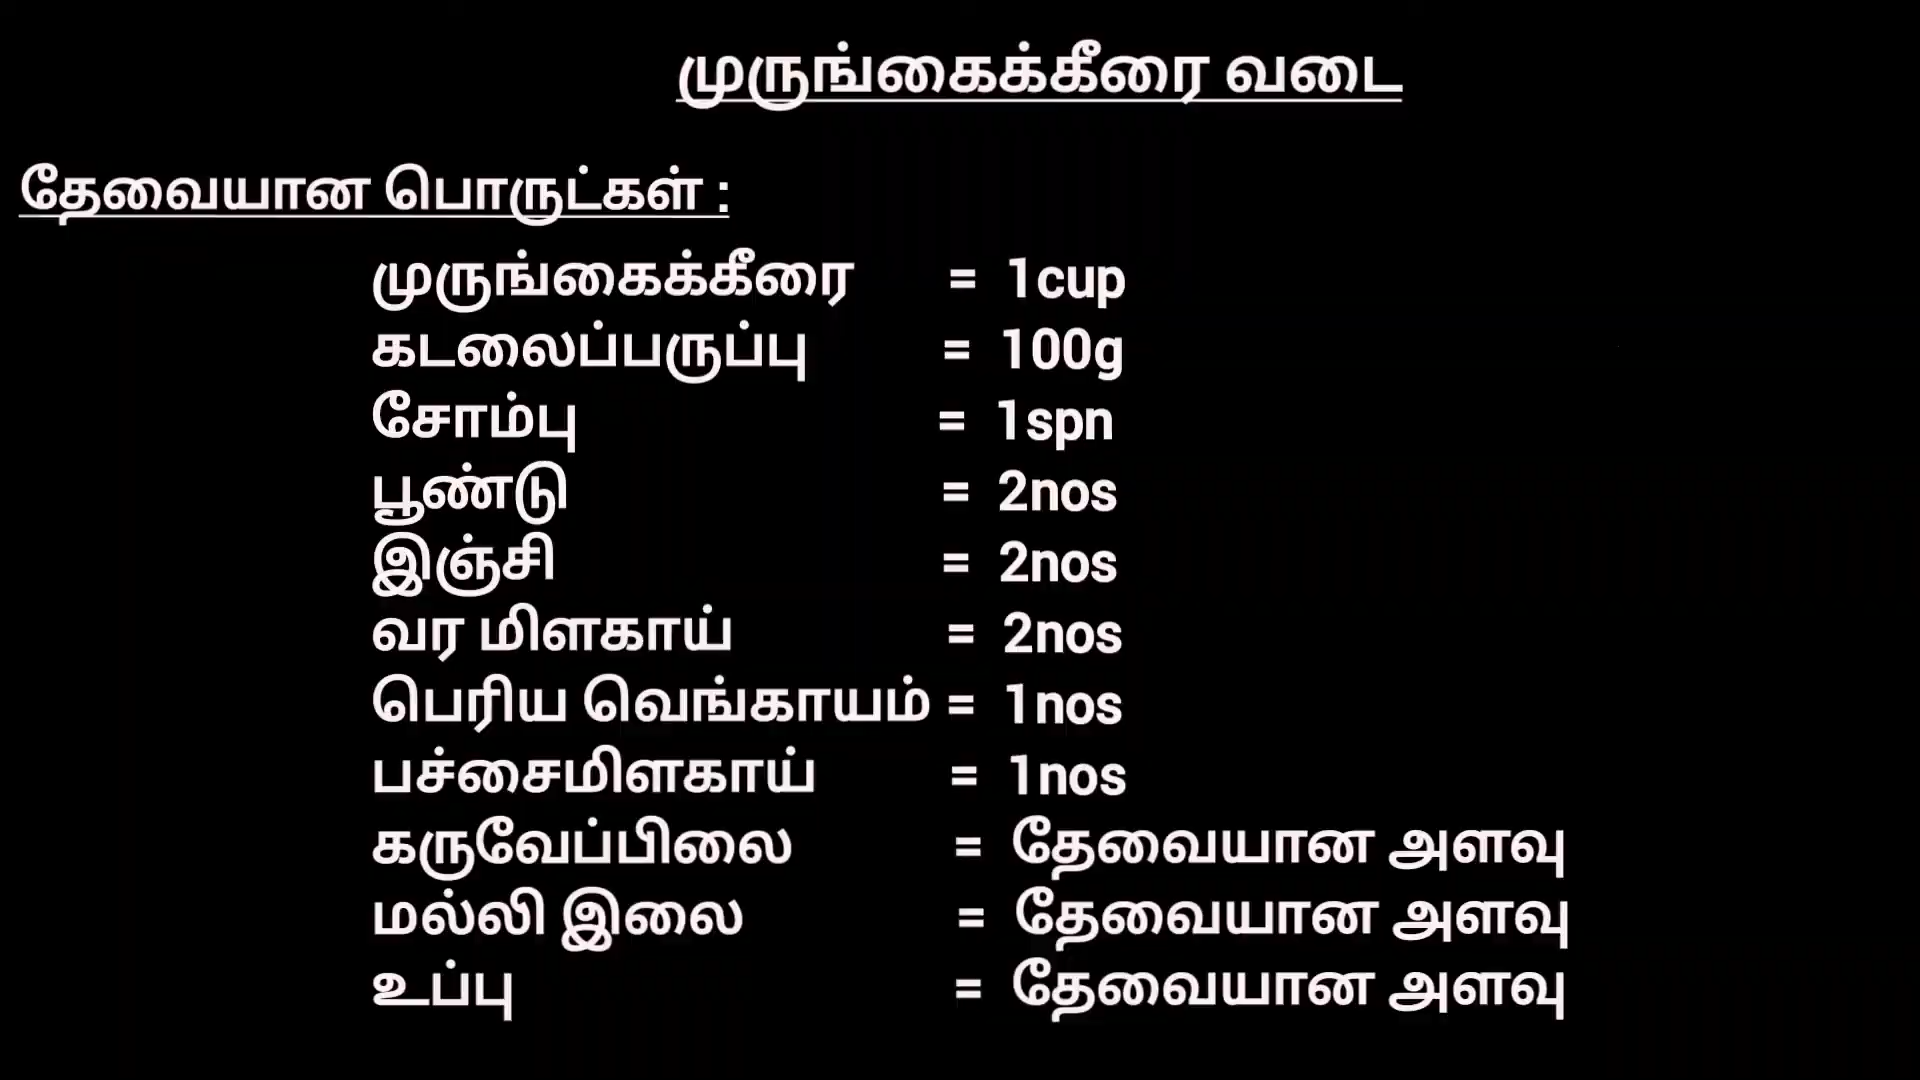 முருங்கைக்கீரை வடை
தேவையான பொருட்கள் :
முருங்கைக்கீரை = 1cup
கடலைப்பருப்பு = 100g
சோம்பு = 1spn
பூண்டு = 2nos
இஞ்சி = 2nos
வர மிளகாய் = 2nos
பெரிய வெங்காயம் = 1nos
பச்சைமிளகாய் = 1nos
கருவேப்பிலை = தேவையான அளவு
மல்லி இலை = தேவையான அளவு
உப்பு = தேவையான அளவு